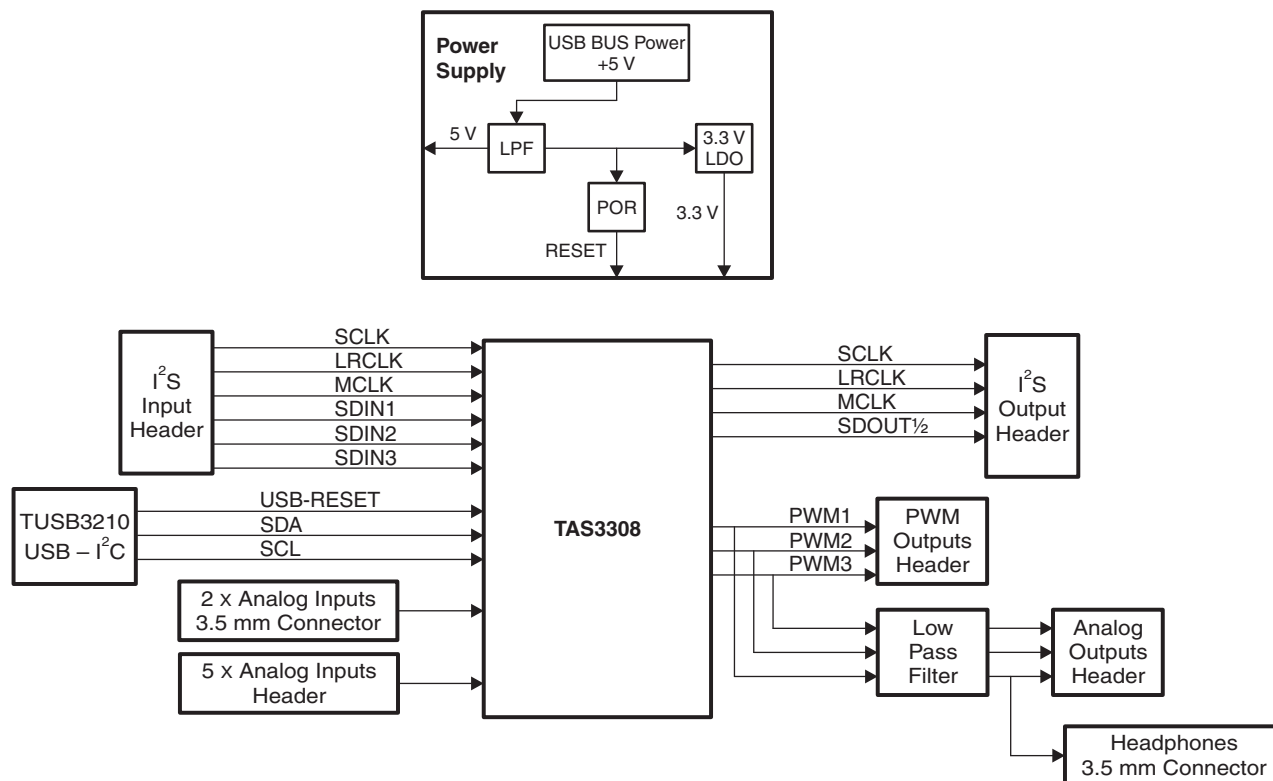 Power
Supply
USB BUS Power
+5 V
5 V
LPF
3.3 V
LDO
POR
3.3 V
RESET
I²S
Input
Header
SCLK
LRCLK
MCLK
SDIN1
SDIN2
SDIN3
TUSB3210
USB – I²C
USB-RESET
SDA
SCL
2 x Analog Inputs
3.5 mm Connector
5 x Analog Inputs
Header
TAS3308
SCLK
LRCLK
MCLK
SDOUT½
I²S
Output
Header
PWM1
PWM2
PWM3
PWM
Outputs
Header
Low
Pass
Filter
Analog
Outputs
Header
Headphones
3.5 mm Connector